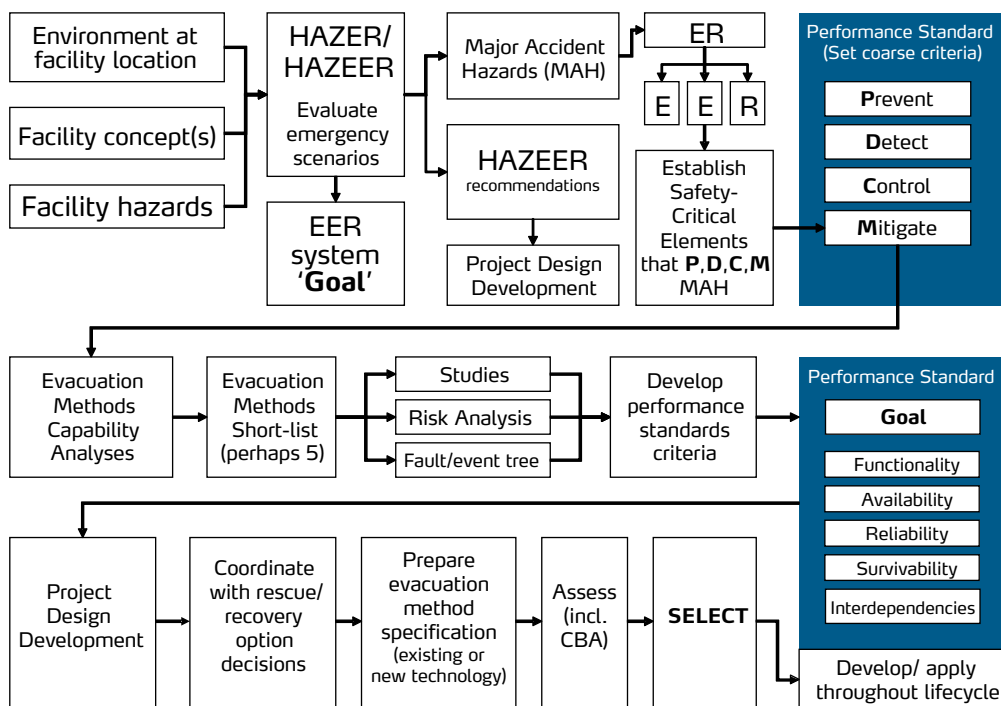 Environment at
facility location
Facility concept(s)
Facility hazards
HAZER/
HAZEER
Evaluate
emergency
scenarios
EER
system
‘Goal’
Major Accident
Hazards (MAH)
HAZEER
recommendations
Project Design
Development
ER
E
E
R
Establish
Safety-
Critical
Elements
that P,D,C,M
MAH
Performance Standard
(Set coarse criteria)
Prevent
Detect
Control
Mitigate
Evacuation
Methods
Capability
Analyses
Evacuation
Methods
Short-list
(perhaps 5)
Studies
Risk Analysis
Fault/event tree
Develop
performance
standards
criteria
Performance Standard
Goal
Functionality
Availability
Reliability
Survivability
Interdependencies
Project
Design
Development
Coordinate
with rescue/
recovery
option
decisions
Prepare
evacuation
method
specification
(existing or
new technology)
Assess
(incl.
CBA)
SELECT
Develop/ apply
throughout lifecycle